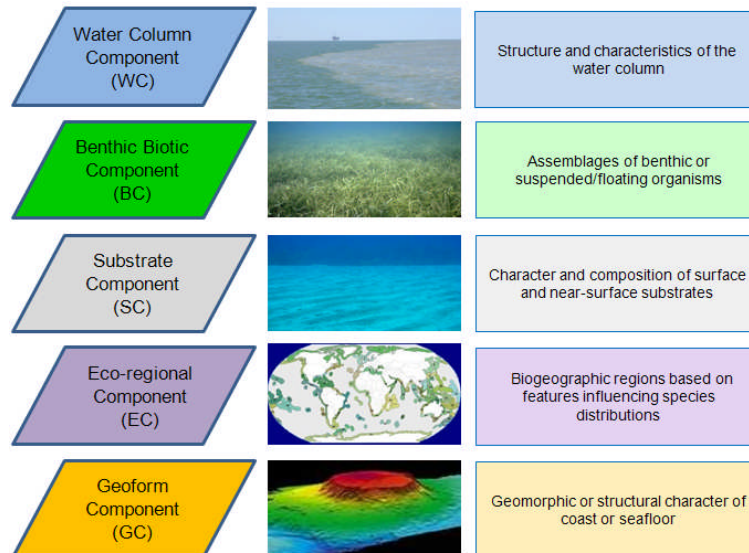 Water Column
Component
(WC)
Structure and characteristics of the
water column
Benthic Biotic
Component
(BC)
Assemblages of benthic or
suspended/floating organisms
Substrate
Component
(SC)
Character and composition of surface
and near-surface substrates
Eco-regional
Component
(EC)
Biogeographic regions based on
features influencing species
distributions
Geoform
Component
(GC)
Geomorphic or structural character of
coast or seafloor